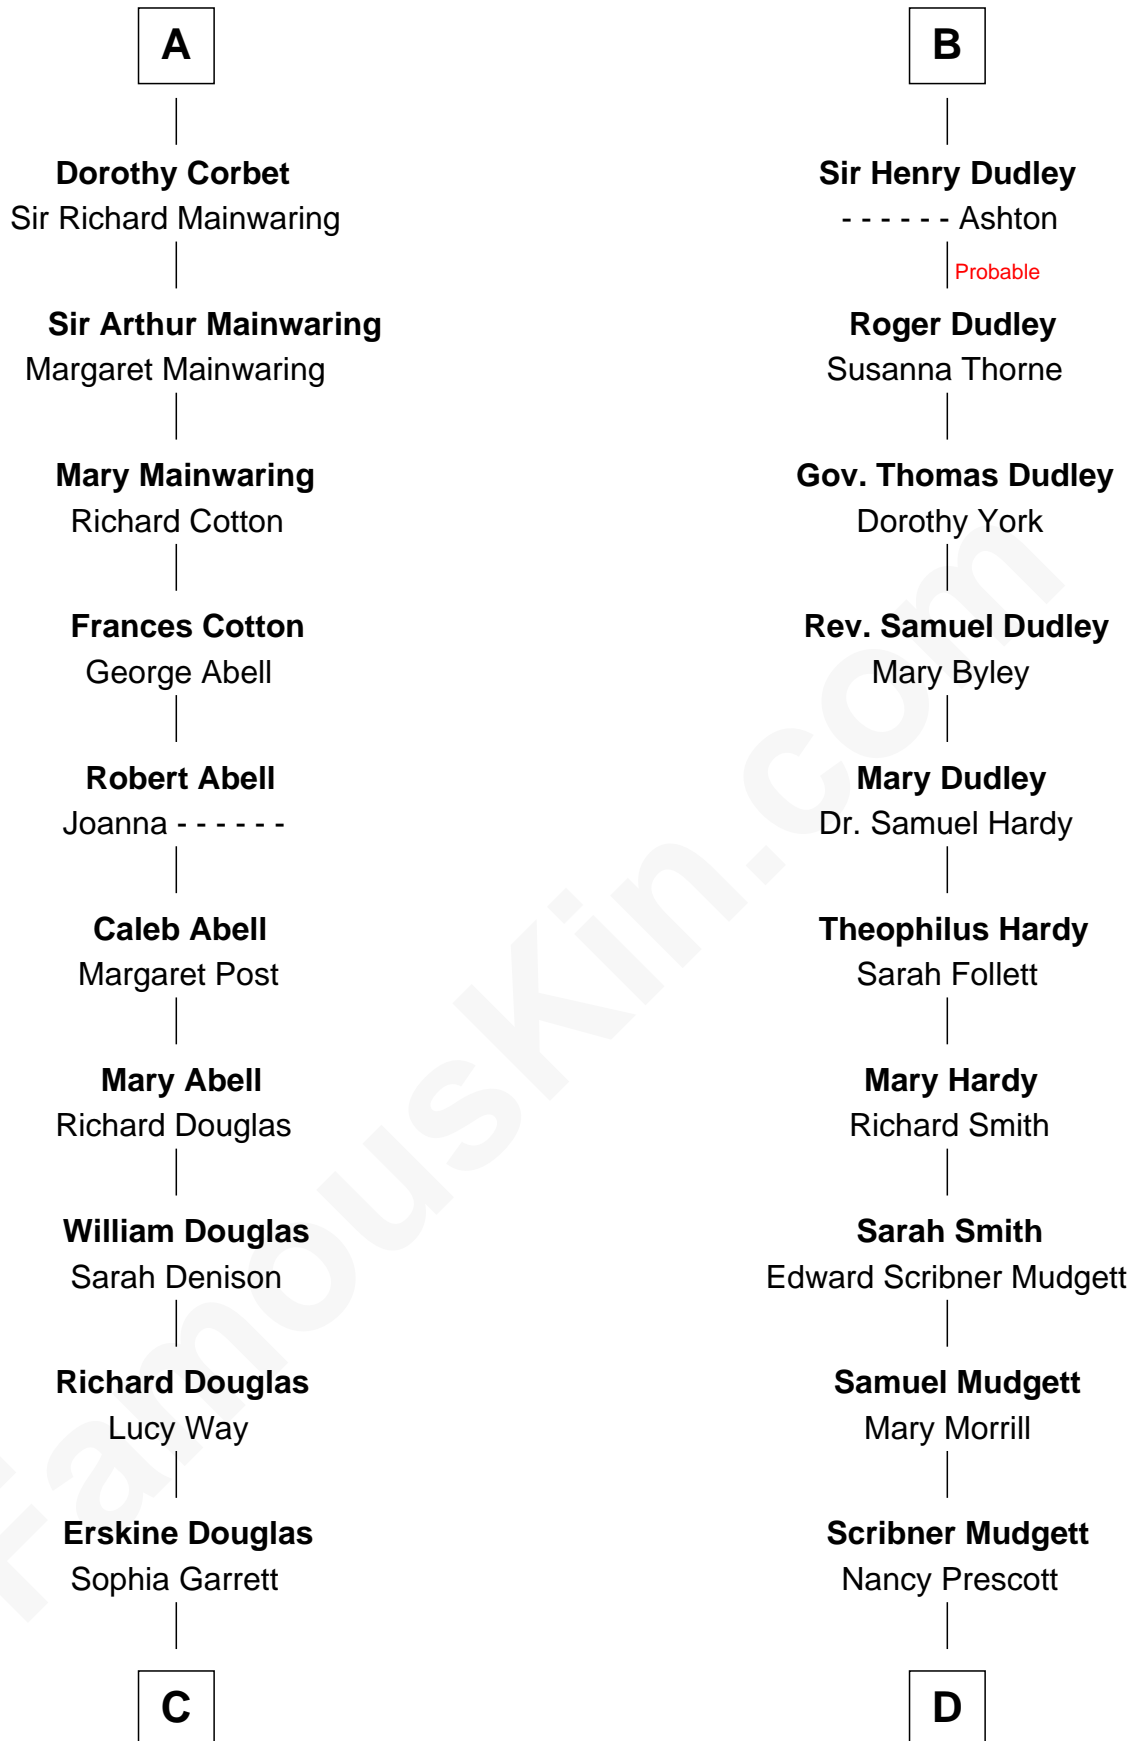 A
Dorothy Corbet
Sir Richard Mainwaring
Sir Arthur Mainwaring
Margaret Mainwaring
Mary Mainwaring
Richard Cotton
Frances Cotton
George Abell
Robert Abell
Joanna - - - - - -
Caleb Abell
Margaret Post
Mary Abell
Richard Douglas
William Douglas
Sarah Denison
Richard Douglas
Lucy Way
Erskine Douglas
Sophia Garrett
C
B
Sir Henry Dudley
- - - - - - Ashton
Probable
Roger Dudley
Susanna Thorne
Gov. Thomas Dudley
Dorothy York
Rev. Samuel Dudley
Mary Byley
Mary Dudley
Dr. Samuel Hardy
Theophilus Hardy
Sarah Follett
Mary Hardy
Richard Smith
Sarah Smith
Edward Scribner Mudgett
Samuel Mudgett
Mary Morrill
Scribner Mudgett
Nancy Prescott
D
FamousKin.com